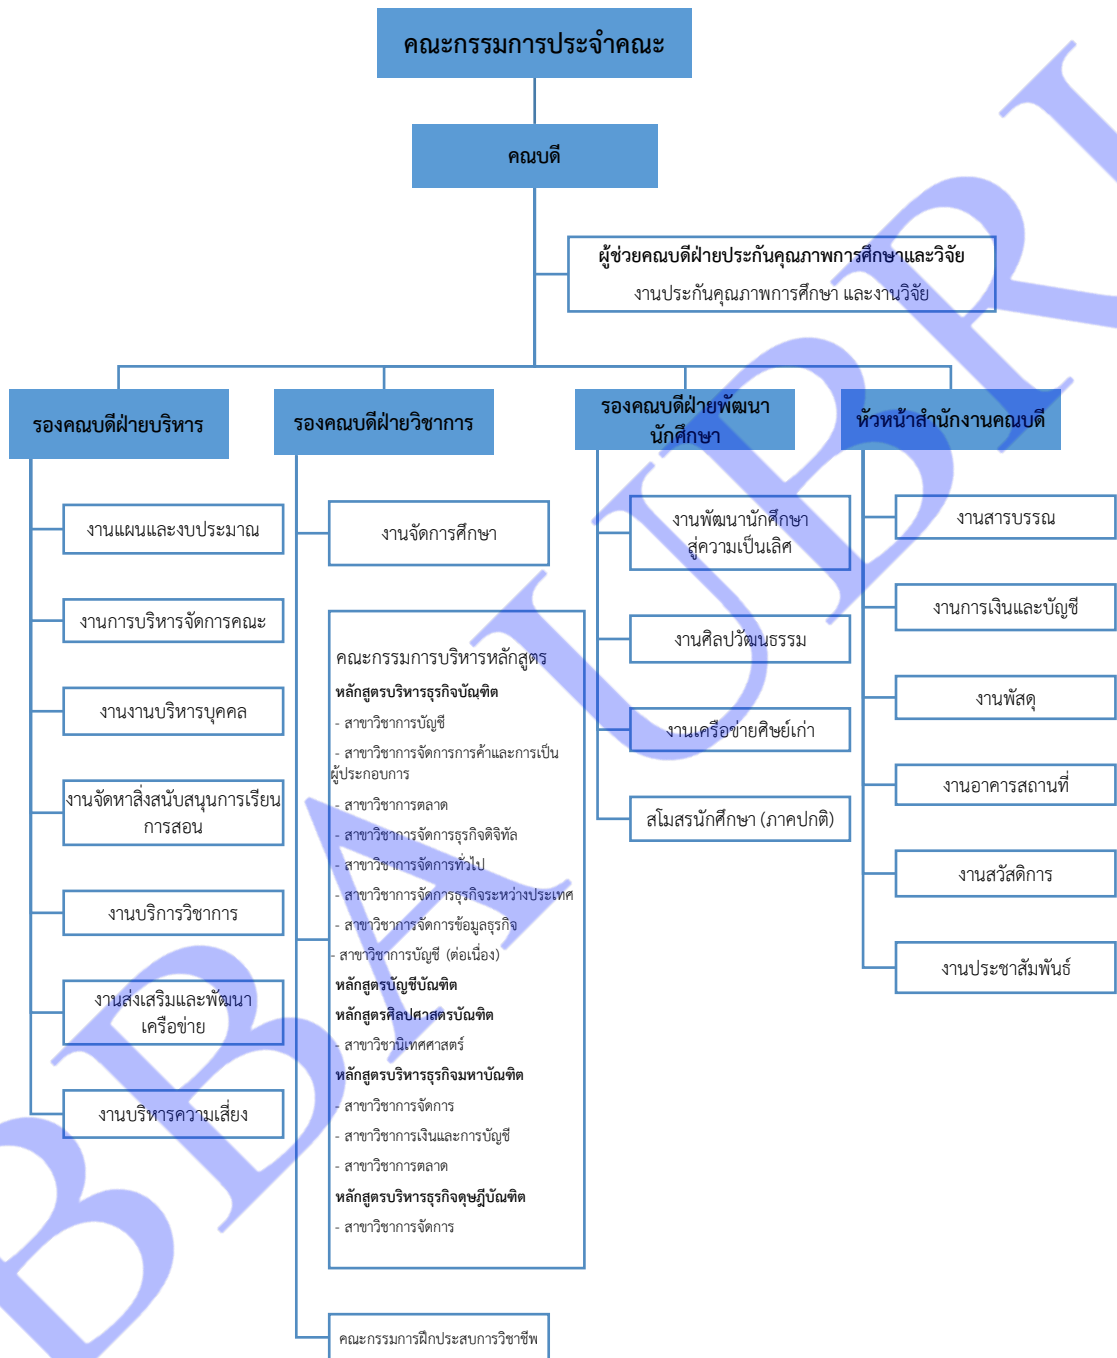 คณะกรรมการประจำคณะ
คณบดี
ผู้ช่วยคณบดีฝ่ายประกันคุณภาพการศึกษาและวิจัย
งานประกันคุณภาพการศึกษา และงานวิจัย
รองคณบดีฝ่ายบริหาร
งานแผนและงบประมาณ
งานการบริหารจัดการคณะ
งานงานบริหารบุคคล
งานจัดหาสิ่งสนับสนุนการเรียน
การสอน
งานบริการวิชาการ
งานส่งเสริมและพัฒนา
เครือข่าย
งานบริหารความเสี่ยง
รองคณบดีฝ่ายวิชาการ
งานจัดการศึกษา
คณะกรรมการบริหารหลักสูตร
หลักสูตรบริหารธุรกิจบัณฑิต
- สาขาวิชาการบัญชี
- สาขาวิชาการจัดการการค้าและการเป็น
ผู้ประกอบการ
- สาขาวิชาการตลาด
- สาขาวิชาการจัดการธุรกิจดิจิทัล
- สาขาวิชาการจัดการทั่วไป
- สาขาวิชาการจัดการธุรกิจระหว่างประเทศ
- สาขาวิชาการจัดการข้อมูลธุรกิจ
- สาขาวิชาการบัญชี (ต่อเนื่อง)
หลักสูตรบัญชีบัณฑิต
หลักสูตรศิลปศาสตรบัณฑิต
- สาขาวิชานิเทศศาสตร์
หลักสูตรบริหารธุรกิจมหาบัณฑิต
- สาขาวิชาการจัดการ
- สาขาวิชาการเงินและการบัญชี
- สาขาวิชาการตลาด
หลักสูตรบริหารธุรกิจดุษฎีบัณฑิต
- สาขาวิชาการจัดการ
คณะกรรมการฝึกประสบการวิชาชีพ
รองคณบดีฝ่ายพัฒนา
นักศึกษา
งานพัฒนานักศึกษา
สู่ความเป็นเลิศ
งานศิลปวัฒนธรรม
งานเครือข่ายศิษย์เก่า
สโมสรนักศึกษา (ภาคปกติ)
หัวหน้าสำนักงานคณบดี
งานสารบรรณ
งานการเงินและบัญชี
งานพัสดุ
งานอาคารสถานที่
งานสวัสดิการ
งานประชาสัมพันธ์
BBA UBRU